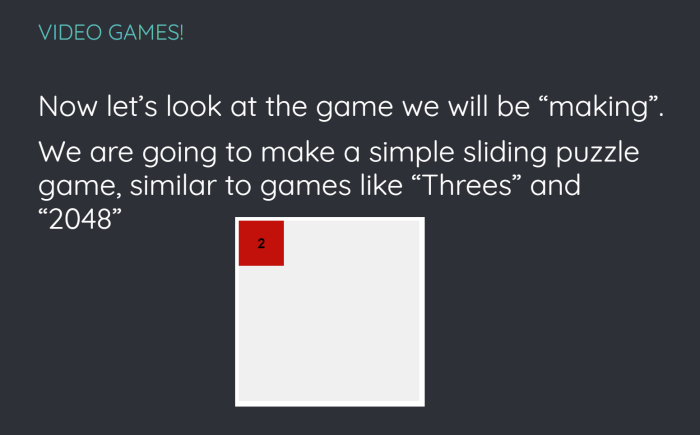 VIDEO GAMES!
Now let’s look at the game we will be “making”.
We are going to make a simple sliding puzzle
game, similar to games like “Threes” and
“2048”
2